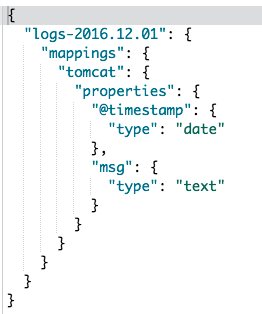 {
  "logs-2016.12.01": {
    "mappings": {
      "tomcat": {
        "properties": {
          "@timestamp": {
            "type": "date"
          },
          "msg": {
            "type": "text"
          }
        }
      }
    }
  }
}